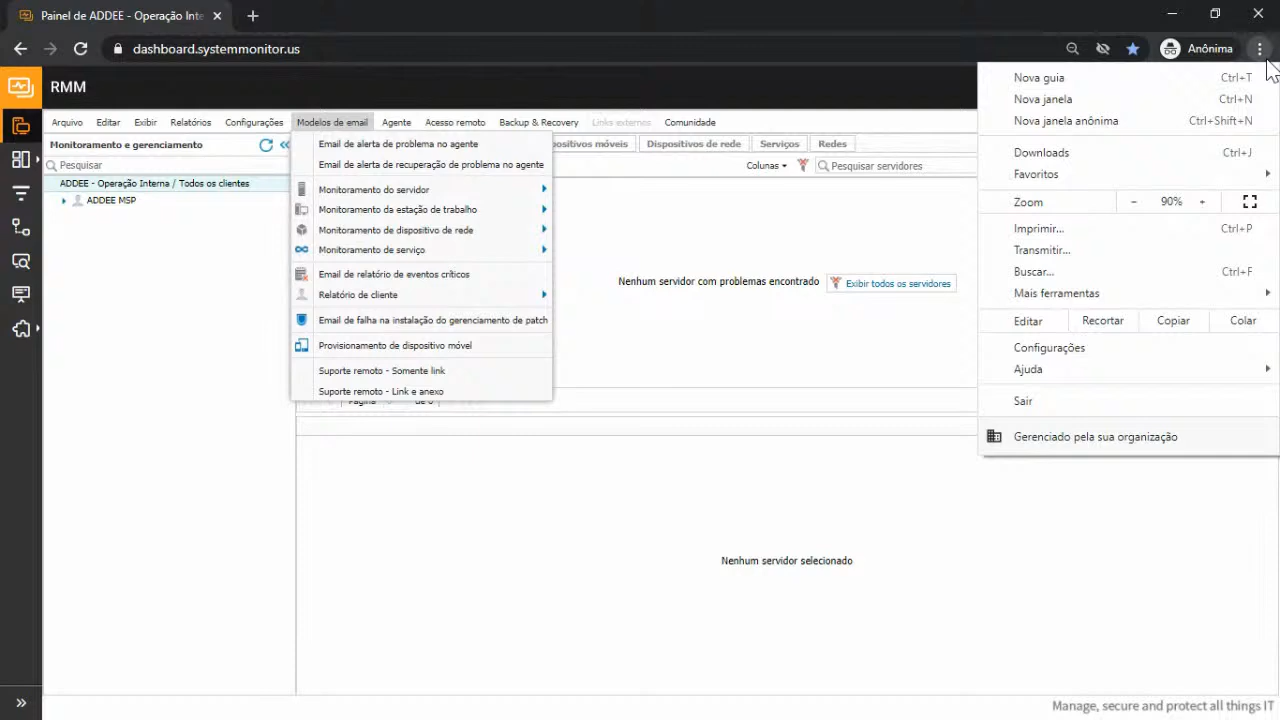 Painel de ADDEE - Operação Inte
dashboard.systemmonitor.us
Anônima
RMM
Arquivo Editar Exibir Relatórios Configurações Modelos de email Agente Acesso remoto Backup & Recovery Links externos Comunidade
Monitoramento e gerenciamento
Pesquisar
ADDEE - Operação Interna / Todos os clientes
ADDEE MSP
Email de alerta de problema no agente
Email de alerta de recuperação de problema no agente
Monitoramento do servidor
Monitoramento da estação de trabalho
Monitoramento de dispositivo de rede
Monitoramento de serviço
Email de relatório de eventos críticos
Relatório de cliente
Email de falha na instalação do gerenciamento de patch
Provisionamento de dispositivo móvel
Suporte remoto - Somente link
Suporte remoto - Link e anexo
positivos móveis Dispositivos de rede Serviços Redes
Colunas Pesquisar servidores
Nenhum servidor com problemas encontrado Exibir todos os servidores
Nenhum servidor selecionado
Nova guia Ctrl+T
Nova janela Ctrl+N
Nova janela anônima Ctrl+Shift+N
Downloads Ctrl+J
Favoritos
Zoom - 90% +
Imprimir... Ctrl+P
Transmitir...
Buscar... Ctrl+F
Mais ferramentas
Editar Recortar Copiar Colar
Configurações
Ajuda
Sair
Gerenciado pela sua organização
Manage, secure and protect all things IT